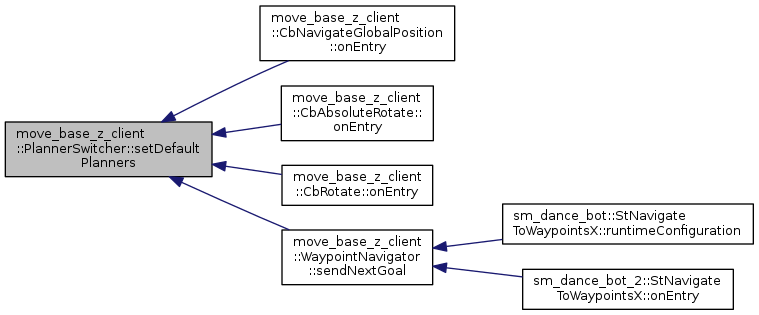 move_base_z_client
::CbNavigateGlobalPosition
::onEntry
move_base_z_client
::CbAbsoluteRotate::
onEntry
move_base_z_client
::PlannerSwitcher::setDefault
Planners
move_base_z_client
::CbRotate::onEntry
move_base_z_client
::WaypointNavigator
::sendNextGoal
sm_dance_bot::StNavigate
ToWaypointsX::runtimeConfiguration
sm_dance_bot_2::StNavigate
ToWaypointsX::onEntry